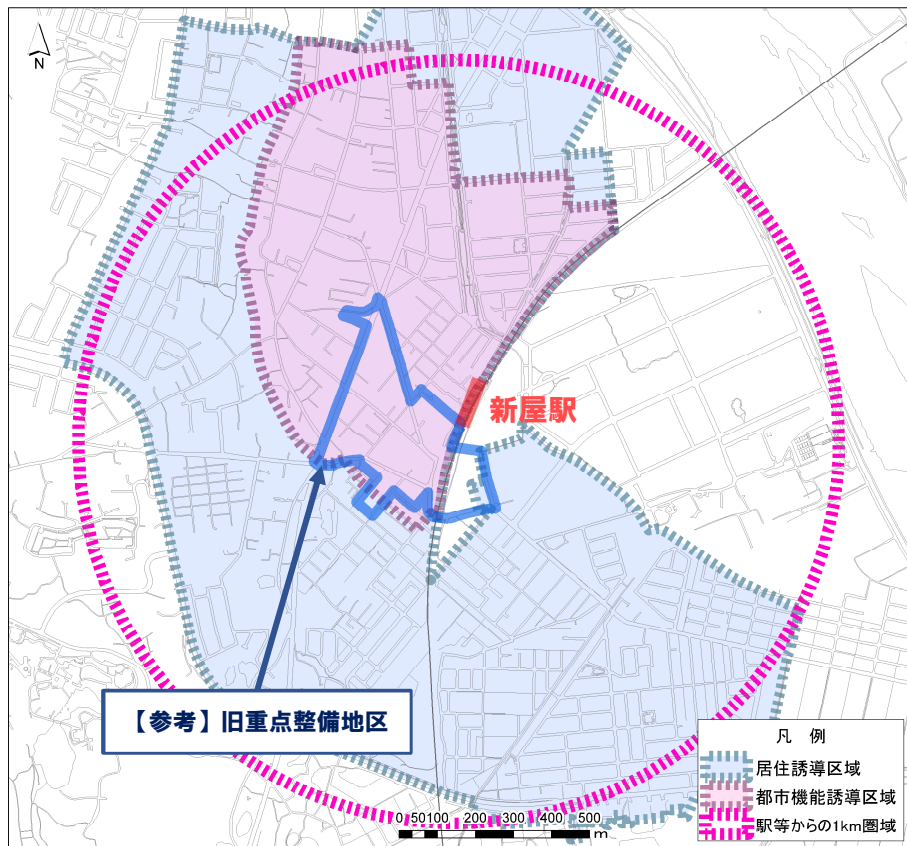 N
新屋駅
【参考】旧重点整備地区
凡 例
居住誘導区域
都市機能誘導区域
駅等からの1km圏域
0 50100 200 300 400 500
m